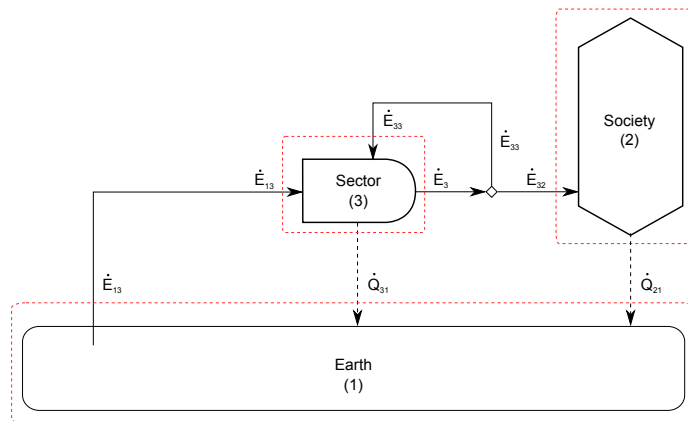 Society
(2)
Ė₃₃
Ė₃₃
Sector
(3)
Ė₁₃
Ė₃
Ė₃₂
Ė₁₃
Q̇₃₁
Q̇₂₁
Earth
(1)